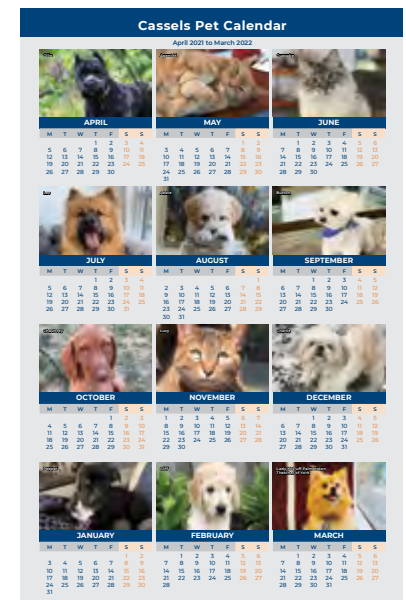 Cassels Pet Calendar
April 2021 to March 2022
APRIL
M T W T F S S
1 2 3 4
5 6 7 8 9 10 11
12 13 14 15 16 17 18
19 20 21 22 23 24 25
26 27 28 29 30
MAY
M T W T F S S
1 2
3 4 5 6 7 8 9
10 11 12 13 14 15 16
17 18 19 20 21 22 23
24 25 26 27 28 29 30
31
JUNE
M T W T F S S
1 2 3 4 5 6
7 8 9 10 11 12 13
14 15 16 17 18 19 20
21 22 23 24 25 26 27
28 29 30
JULY
M T W T F S S
1 2 3 4
5 6 7 8 9 10 11
12 13 14 15 16 17 18
19 20 21 22 23 24 25
26 27 28 29 30 31
AUGUST
M T W T F S S
1
2 3 4 5 6 7 8
9 10 11 12 13 14 15
16 17 18 19 20 21 22
23 24 25 26 27 28 29
30 31
SEPTEMBER
M T W T F S S
1 2 3 4 5
6 7 8 9 10 11 12
13 14 15 16 17 18 19
20 21 22 23 24 25 26
27 28 29 30
OCTOBER
M T W T F S S
1 2 3
4 5 6 7 8 9 10
11 12 13 14 15 16 17
18 19 20 21 22 23 24
25 26 27 28 29 30 31
Lucy
NOVEMBER
M T W T F S S
1 2 3 4 5 6 7
8 9 10 11 12 13 14
15 16 17 18 19 20 21
22 23 24 25 26 27 28
29 30
DECEMBER
M T W T F S S
1 2 3 4 5
6 7 8 9 10 11 12
13 14 15 16 17 18 19
20 21 22 23 24 25 26
27 28 29 30 31
JANUARY
M T W T F S S
1 2
3 4 5 6 7 8 9
10 11 12 13 14 15 16
17 18 19 20 21 22 23
24 25 26 27 28 29 30
31
FEBRUARY
M T W T F S S
1 2 3 4 5 6
7 8 9 10 11 12 13
14 15 16 17 18 19 20
21 22 23 24 25 26 27
28
MARCH
M T W T F S S
1 2 3 4 5 6
7 8 9 10 11 12 13
14 15 16 17 18 19 20
21 22 23 24 25 26 27
28 29 30 31